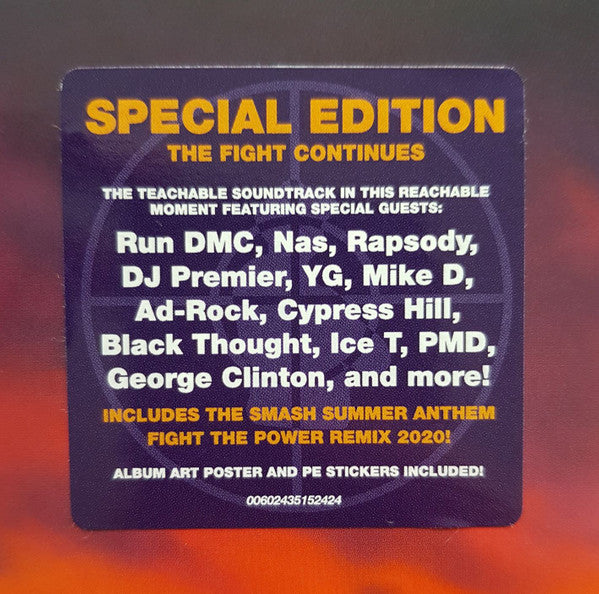 SPECIAL EDITION
THE FIGHT CONTINUES
THE TEACHABLE SOUNDTRACK IN THIS REACHABLE
MOMENT FEATURING SPECIAL GUESTS:
Run DMC, Nas, Rapsody,
DJ Premier, YG, Mike D,
Ad-Rock, Cypress Hill,
Black Thought, Ice T, PMD,
George Clinton, and more!
INCLUDES THE SMASH SUMMER ANTHEM
FIGHT THE POWER REMIX 2020!
ALBUM ART POSTER AND PE STICKERS INCLUDED!
00602435152424